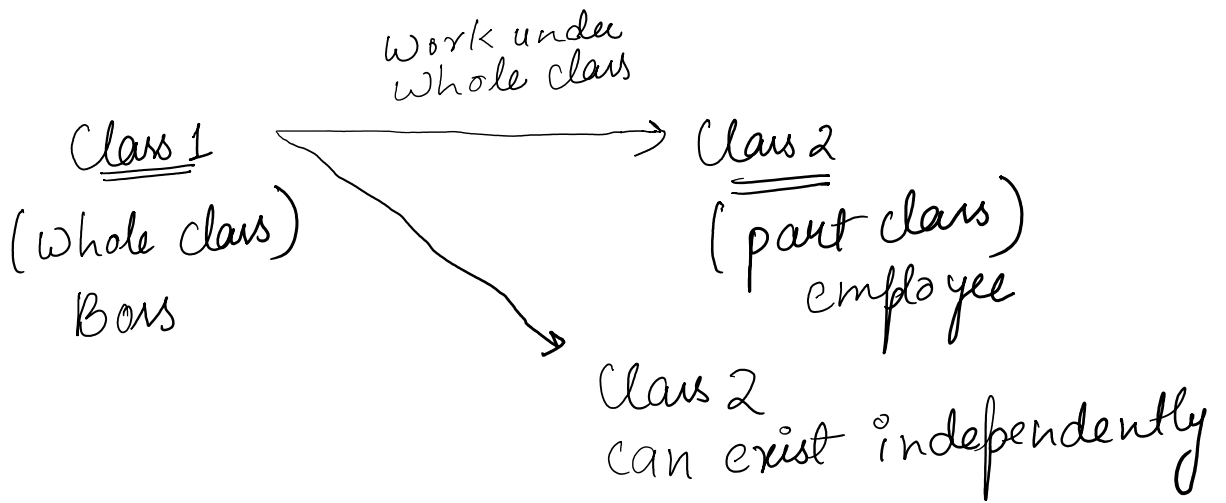 Work under
whole class
Class 1
Class 2
(whole class)
(part class)
Boss
employee
Class 2
can exist independently